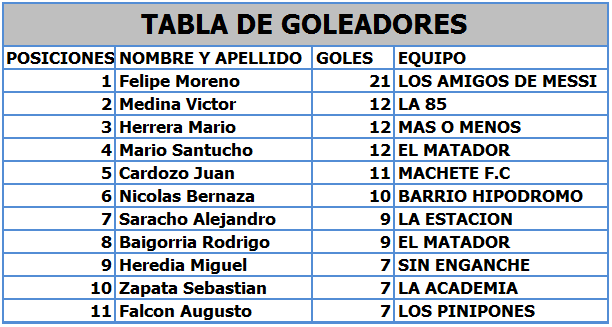 TABLA DE GOLEADORES
POSICIONES NOMBRE Y APELLIDO GOLES EQUIPO
1 Felipe Moreno 21 LOS AMIGOS DE MESSI
2 Medina Victor 12 LA 85
3 Herrera Mario 12 MAS O MENOS
4 Mario Santucho 12 EL MATADOR
5 Cardozo Juan 11 MACHETE F.C
6 Nicolas Bernaza 10 BARRIO HIPODROMO
7 Saracho Alejandro 9 LA ESTACION
8 Baigorria Rodrigo 9 EL MATADOR
9 Heredia Miguel 7 SIN ENGANCHE
10 Zapata Sebastian 7 LA ACADEMIA
11 Falcon Augusto 7 LOS PINIPONES